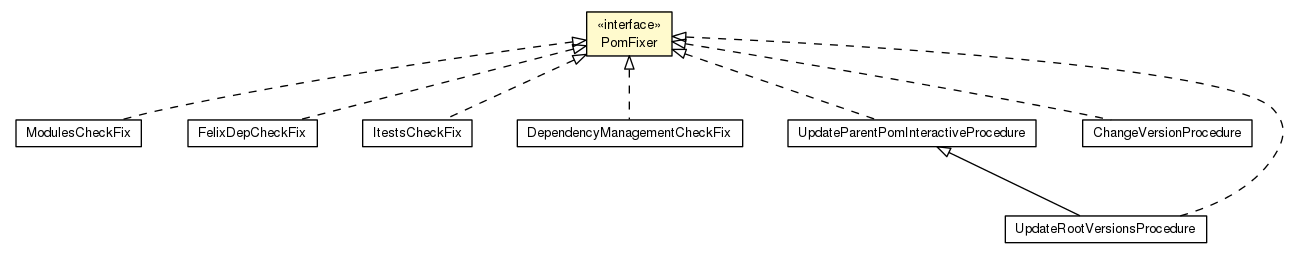 «interface»
PomFixer
ModulesCheckFix
FelixDepCheckFix
ItestsCheckFix
DependencyManagementCheckFix
UpdateParentPomInteractiveProcedure
ChangeVersionProcedure
UpdateRootVersionsProcedure